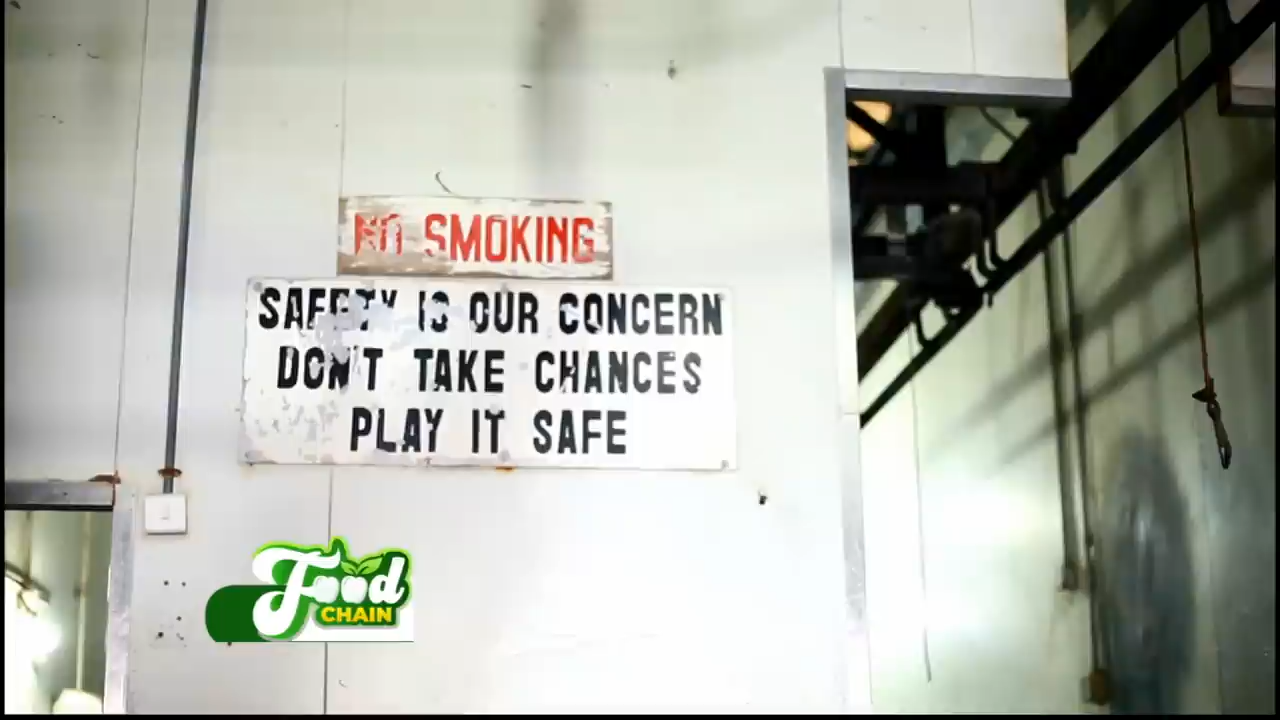 NO SMOKING
SAFETY IS OUR CONCERN
DON'T TAKE CHANCES
PLAY IT SAFE
Food
CHAIN